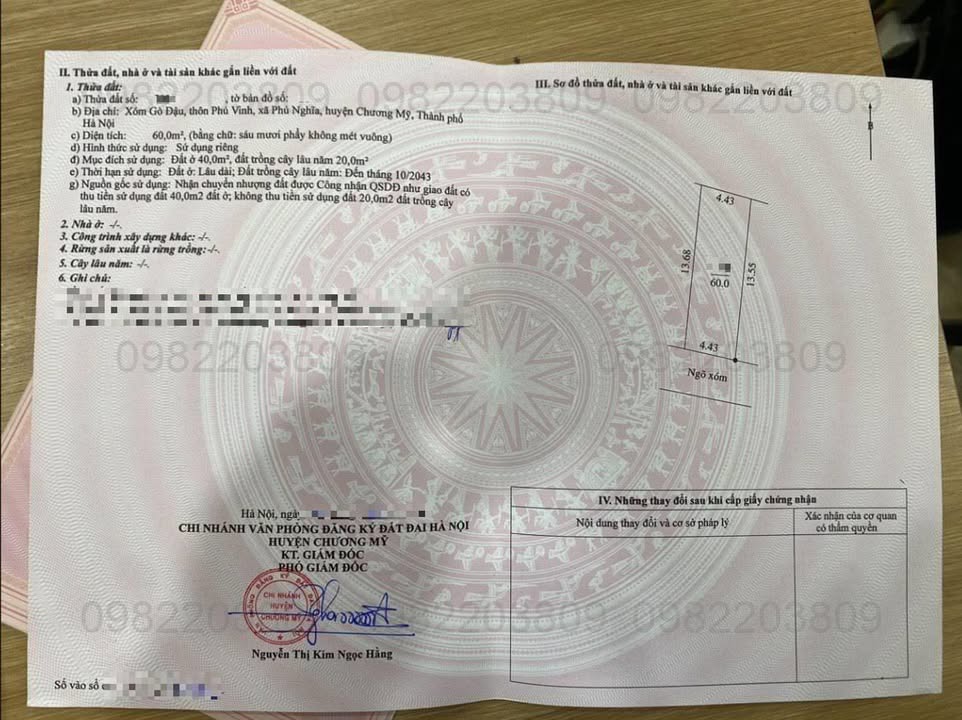 II. Thửa đất, nhà ở và tài sản khác gắn liền với đất
1. Thửa đất:
a) Thửa đất số: , tờ bản đồ số:
b) Địa chỉ: Xóm Gò Đậu, thôn Phú Vinh, xã Phú Nghĩa, huyện Chương Mỹ, Thành phố
Hà Nội
c) Diện tích: 60,0m², (bằng chữ: sáu mươi phẩy không mét vuông)
d) Hình thức sử dụng: Sử dụng riêng
đ) Mục đích sử dụng: Đất ở 40,0m², đất trồng cây lâu năm 20,0m²
e) Thời hạn sử dụng: Đất ở: Lâu dài; Đất trồng cây lâu năm: Đến tháng 10/2043
g) Nguồn gốc sử dụng: Nhận chuyển nhượng đất được Công nhận QSDĐ như giao đất có
thu tiền sử dụng đất 40,0m2 đất ở; không thu tiền sử dụng đất 20,0m2 đất trồng cây
lâu năm.
2. Nhà ở: -/-.
3. Công trình xây dựng khác: -/-.
4. Rừng sản xuất là rừng trồng: -/-.
5. Cây lâu năm: -/-.
6. Ghi chú:
Hà Nội, ngày
CHI NHÁNH VĂN PHÒNG ĐĂNG KÝ ĐẤT ĐAI HÀ NỘI
HUYỆN CHƯƠNG MỸ
KT. GIÁM ĐỐC
PHÓ GIÁM ĐỐC
CHI NHÁNH
HUYỆN
CHƯƠNG MỸ
Nguyễn Thị Kim Ngọc Hằng
Số vào sổ
III. Sơ đồ thửa đất, nhà ở và tài sản khác gắn liền với đất
B
4.43
13.68
60.0
13.55
4.43
Ngõ xóm
IV. Những thay đổi sau khi cấp giấy chứng nhận
Nội dung thay đổi và cơ sở pháp lý
Xác nhận của cơ quan
có thẩm quyền
0982203809
0982203809
0982203809
0982203809
0982203809
0982203809